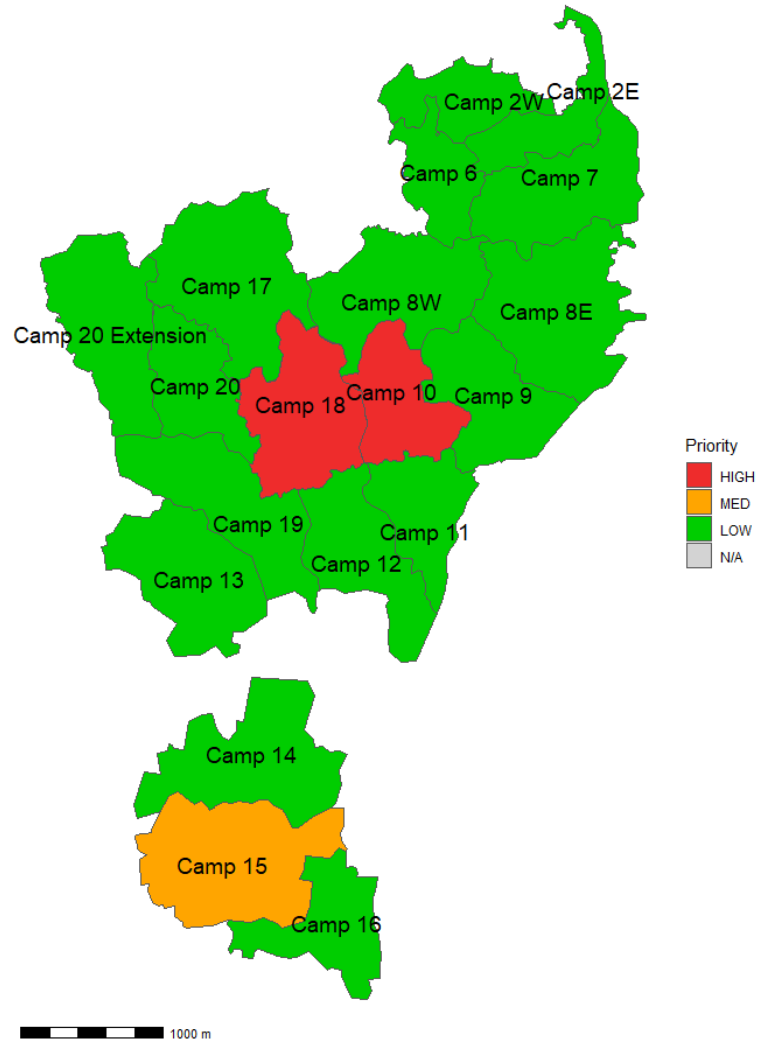 Camp 2E
Camp 2W
Camp 6
Camp 7
Camp 17
Camp 8W
Camp 8E
Camp 20 Extension
Camp 20
Camp 18
Camp 10
Camp 9
Camp 19
Camp 11
Camp 12
Camp 13
Camp 14
Camp 15
Camp 16
Priority
HIGH
MED
LOW
N/A
1000 m